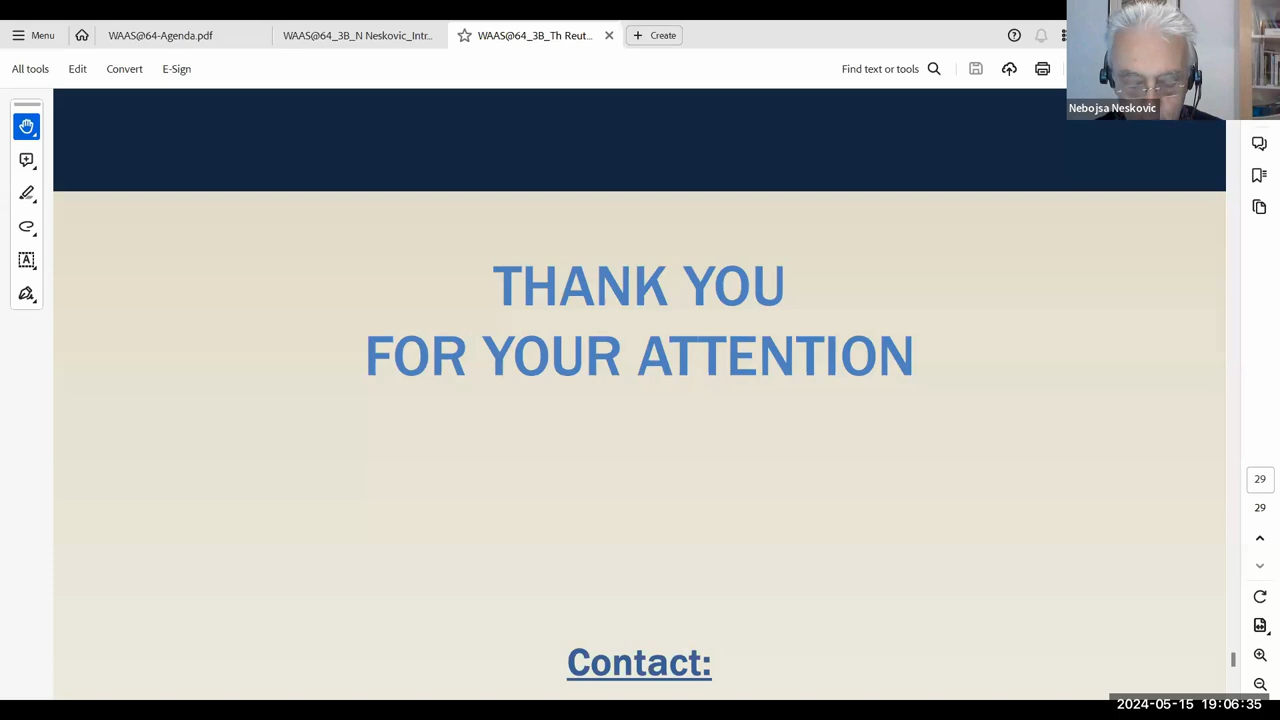 Menu
WAAS@64-Agenda.pdf
WAAS@64_3B_N Neskovic_Intr...
WAAS@64_3B_Th Reut...
Create
All tools
Edit
Convert
E-Sign
Find text or tools
Nebojsa Neskovic
THANK YOU
FOR YOUR ATTENTION
29
29
Contact:
2024-05-15 19:06:35